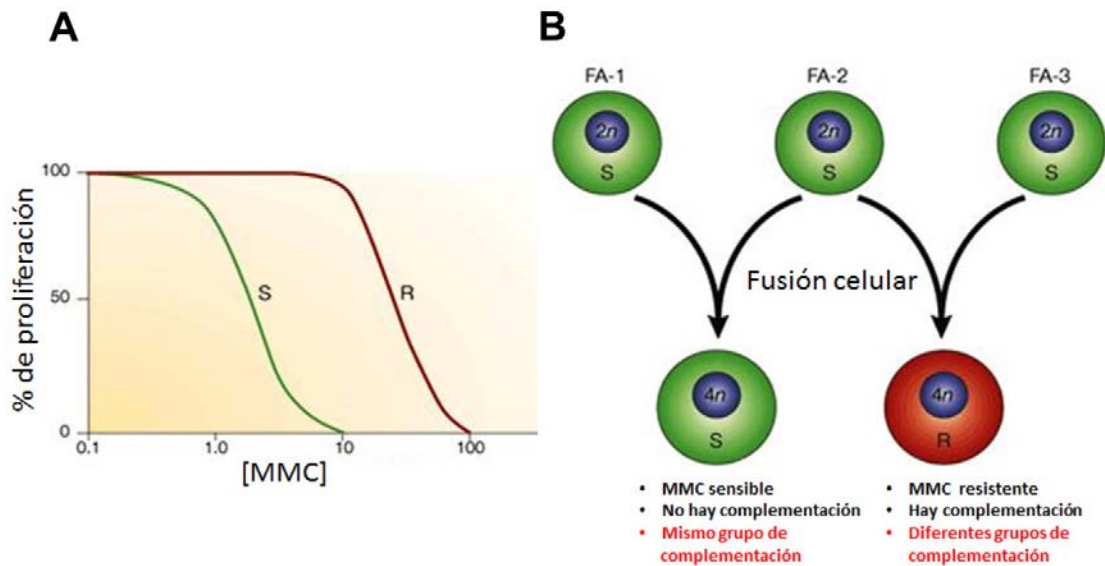 A
% de proliferación
100
50
0
0.1
1.0
10
100
[MMC]
S
R
B
FA-1
FA-2
FA-3
2n
2n
2n
S
S
S
Fusión celular
4n
4n
S
R
• MMC sensible
• No hay complementación
• Mismo grupo de
complementación
• MMC resistente
• Hay complementación
• Diferentes grupos de
complementación